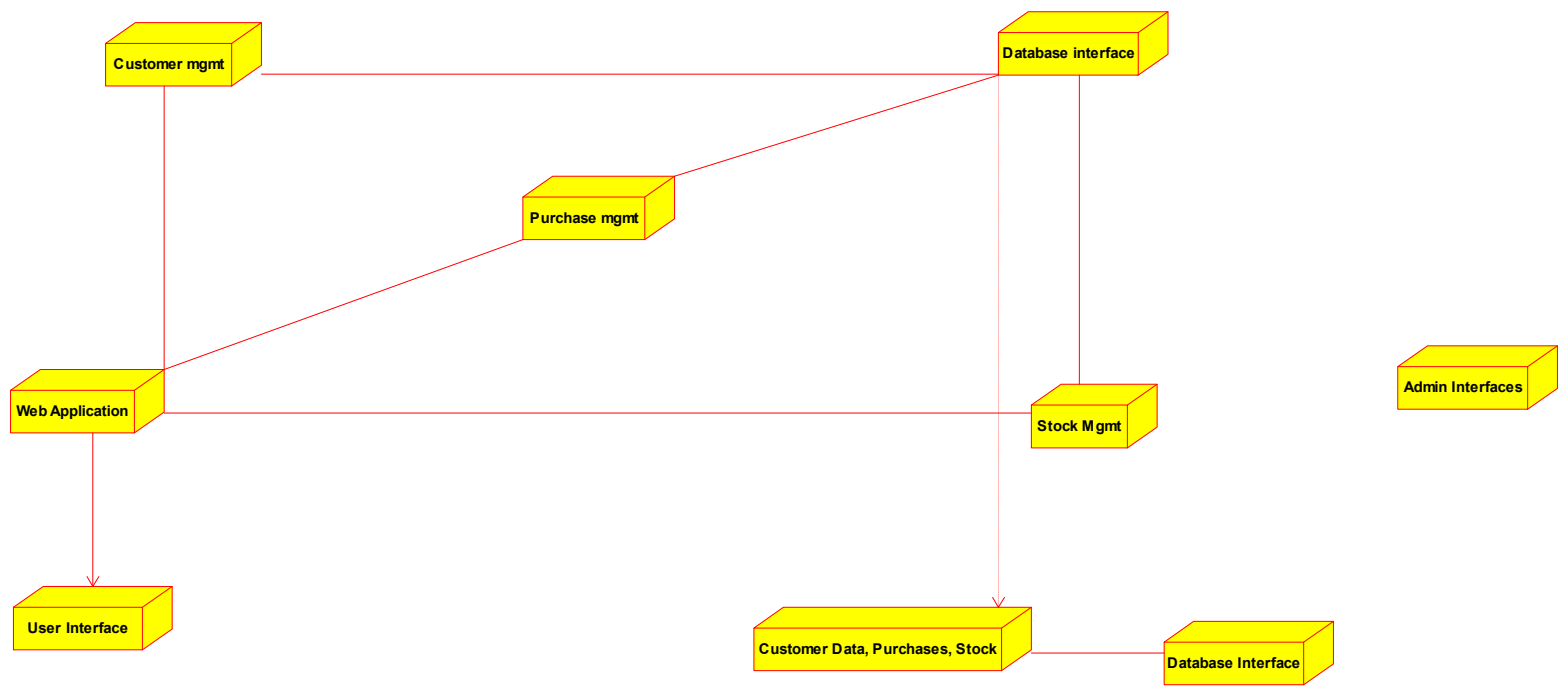 Customer mgmt
Database interface
Purchase mgmt
Admin Interfaces
Web Application
Stock Mgmt
User Interface
Customer Data, Purchases, Stock
Database Interface